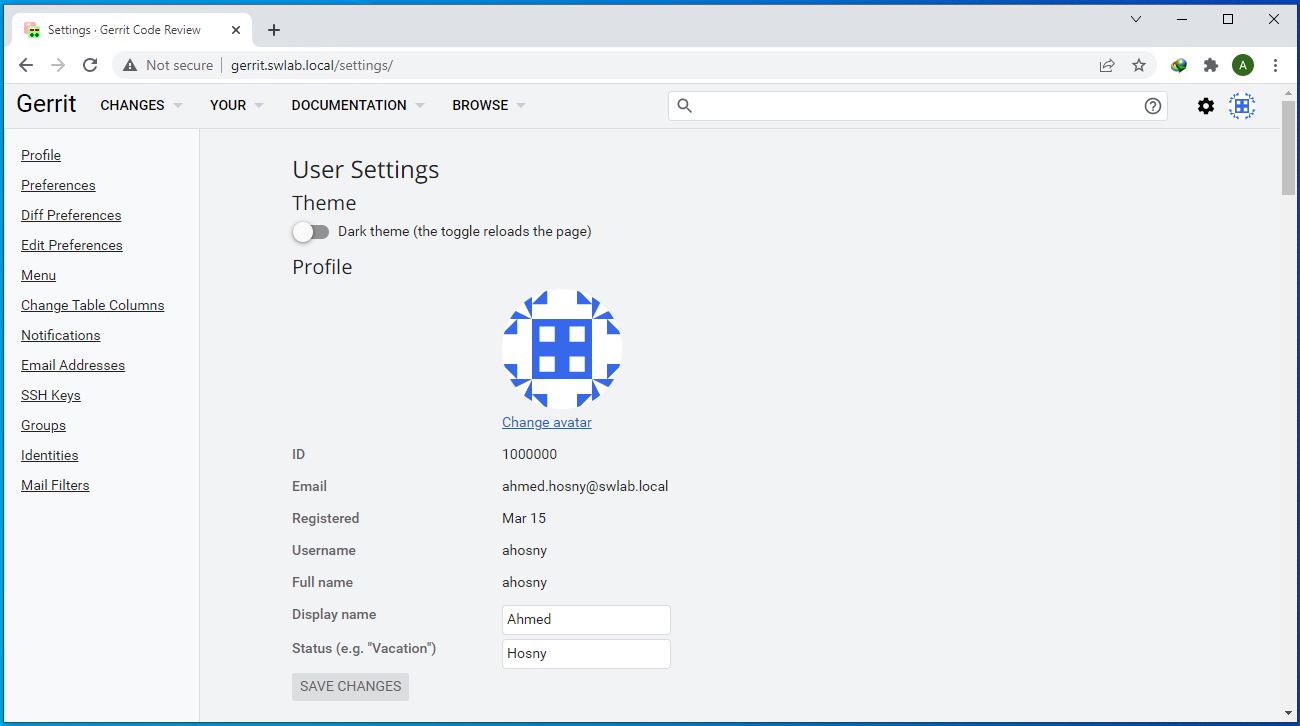 Settings · Gerrit Code Review
Not secure gerrit.swlab.local/settings/
A
Gerrit CHANGES YOUR DOCUMENTATION BROWSE
Profile
Preferences
Diff Preferences
Edit Preferences
Menu
Change Table Columns
Notifications
Email Addresses
SSH Keys
Groups
Identities
Mail Filters
User Settings
Theme
Dark theme (the toggle reloads the page)
Profile
Change avatar
ID 1000000
Email ahmed.hosny@swlab.local
Registered Mar 15
Username ahosny
Full name ahosny
Display name Ahmed
Status (e.g. "Vacation") Hosny
SAVE CHANGES